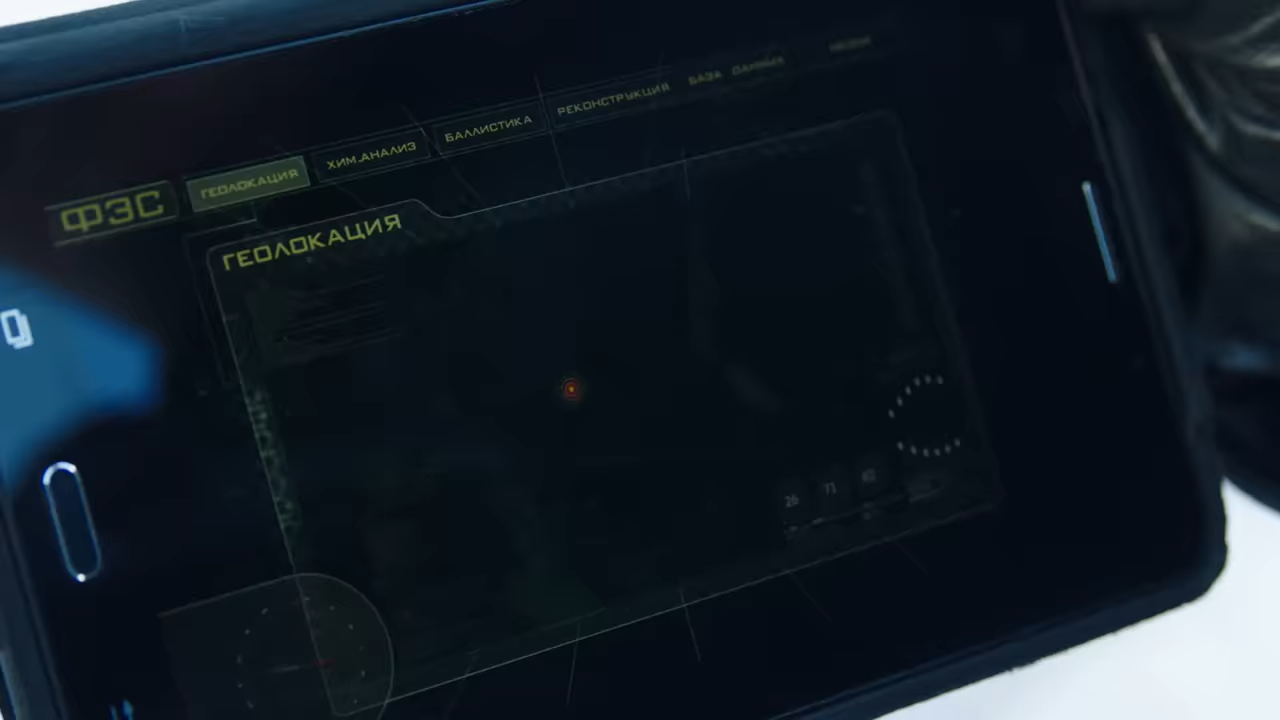 ФЭС ГЕОЛОКАЦИЯ ХИМ.АНАЛИЗ БАЛЛИСТИКА РЕКОНСТРУКЦИЯ БАЗА ДАННЫХ
ГЕОЛОКАЦИЯ
26 71